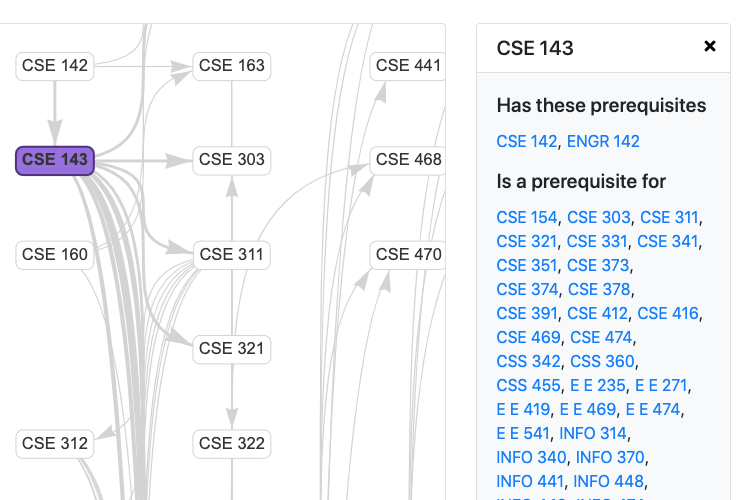 CSE 142
CSE 163
CSE 441
CSE 143
CSE 303
CSE 468
CSE 160
CSE 311
CSE 470
CSE 321
CSE 312
CSE 322
CSE 143 ×
Has these prerequisites
CSE 142, ENGR 142
Is a prerequisite for
CSE 154, CSE 303, CSE 311,
CSE 321, CSE 331, CSE 341,
CSE 351, CSE 373,
CSE 374, CSE 378,
CSE 391, CSE 412, CSE 416,
CSE 469, CSE 474,
CSS 342, CSS 360,
CSS 455, E E 235, E E 271,
E E 419, E E 469, E E 474,
E E 541, INFO 314,
INFO 340, INFO 370,
INFO 441, INFO 448,